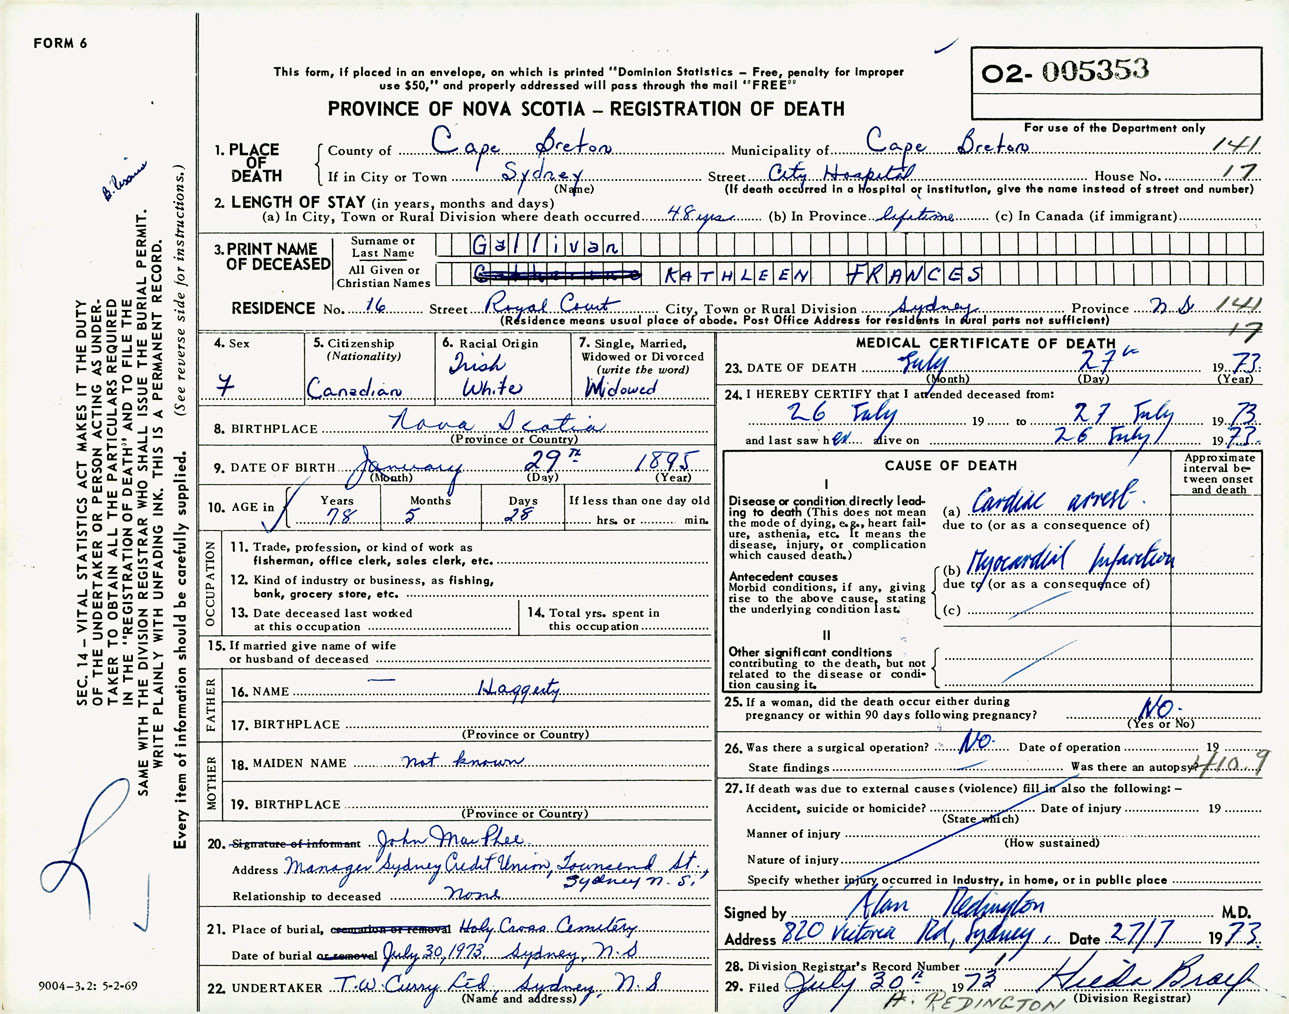 FORM 6
This form, if placed in an envelope, on which is printed "Dominion Statistics – Free, penalty for improper
use $50," and properly addressed will pass through the mail "FREE"
PROVINCE OF NOVA SCOTIA – REGISTRATION OF DEATH
O2- 005353
For use of the Department only
1. PLACE OF DEATH
County of Cape Breton Municipality of Cape Breton 141
If in City or Town Sydney Street City Hospital House No. 17
(Name) (If death occurred in a Hospital or institution, give the name instead of street and number)
2. LENGTH OF STAY (in years, months and days)
(a) In City, Town or Rural Division where death occurred 48 yrs (b) In Province lifetime (c) In Canada (if immigrant)
3. PRINT NAME OF DECEASED
Surname or Last Name Gallivan
All Given or Christian Names KATHLEEN FRANCES
RESIDENCE No. 16 Street Royal Court City, Town or Rural Division Sydney Province N S 141
(Residence means usual place of abode. Post Office Address for residents in rural parts not sufficient) 17
4. Sex
F
5. Citizenship
(Nationality)
Canadian
6. Racial Origin
Irish
White
7. Single, Married,
Widowed or Divorced
(write the word)
Widowed
8. BIRTHPLACE Nova Scotia
(Province or Country)
9. DATE OF BIRTH January 29th 1895
(Month) (Day) (Year)
10. AGE in
Years Months Days If less than one day old
78 5 28 hrs. or min.
OCCUPATION
11. Trade, profession, or kind of work as
fisherman, office clerk, sales clerk, etc.
12. Kind of industry or business, as fishing,
bank, grocery store, etc.
13. Date deceased last worked
at this occupation
14. Total yrs. spent in
this occupation
15. If married give name of wife
or husband of deceased
FATHER
16. NAME Haggerty
17. BIRTHPLACE
(Province or Country)
MOTHER
18. MAIDEN NAME not known
19. BIRTHPLACE
(Province or Country)
20. Signature of informant John MacPhee
Address Manager Sydney Credit Union, Townsend St.,
Sydney N.S.
Relationship to deceased None
21. Place of burial, cremation or removal Holy Cross Cemetery
Date of burial or removal July 30, 1973, Sydney, N.S
22. UNDERTAKER T.W. Curry Ltd, Sydney, N.S
(Name and address)
MEDICAL CERTIFICATE OF DEATH
23. DATE OF DEATH July 27th 1973.
(Month) (Day) (Year)
24. I HEREBY CERTIFY that I attended deceased from:
26 July 19 to 27 July 1973
and last saw her alive on 26 July 1973.
CAUSE OF DEATH
Approximate
interval be-
tween onset
and death
I
Disease or condition directly lead-
ing to death (This does not mean
the mode of dying, e.g., heart fail-
ure, asthenia, etc. It means the
disease, injury, or complication
which caused death.)
(a) Cardiac arrest.
due to (or as a consequence of)
Antecedent causes
Morbid conditions, if any, giving
rise to the above cause, stating
the underlying condition last.
(b) Myocardial Infarction
due to (or as a consequence of)
(c)
II
Other significant conditions
contributing to the death, but not
related to the disease or condi-
tion causing it.
25. If a woman, did the death occur either during
pregnancy or within 90 days following pregnancy? No.
(Yes or No)
26. Was there a surgical operation? No. Date of operation 19
State findings Was there an autopsy? 410.9
27. If death was due to external causes (violence) fill in also the following: –
Accident, suicide or homicide? Date of injury 19
(State which)
Manner of injury
(How sustained)
Nature of injury
Specify whether injury occurred in industry, in home, or in public place
Signed by Alan Redington M.D.
Address 820 Victoria Rd, Sydney, Date 27/7 1973.
28. Division Registrar's Record Number
29. Filed July 30th 1973
(Division Registrar)
A. REDINGTON
SEC. 14 – VITAL STATISTICS ACT MAKES IT THE DUTY
OF THE UNDERTAKER OR PERSON ACTING AS UNDER-
TAKER TO OBTAIN ALL THE PARTICULARS REQUIRED
IN THE "REGISTRATION OF DEATH" AND TO FILE THE
SAME WITH THE DIVISION REGISTRAR WHO SHALL ISSUE THE BURIAL PERMIT.
WRITE PLAINLY WITH UNFADING INK. THIS IS A PERMANENT RECORD.
Every item of information should be carefully supplied. (See reverse side for instructions.)
9004-3.2: 5-2-69